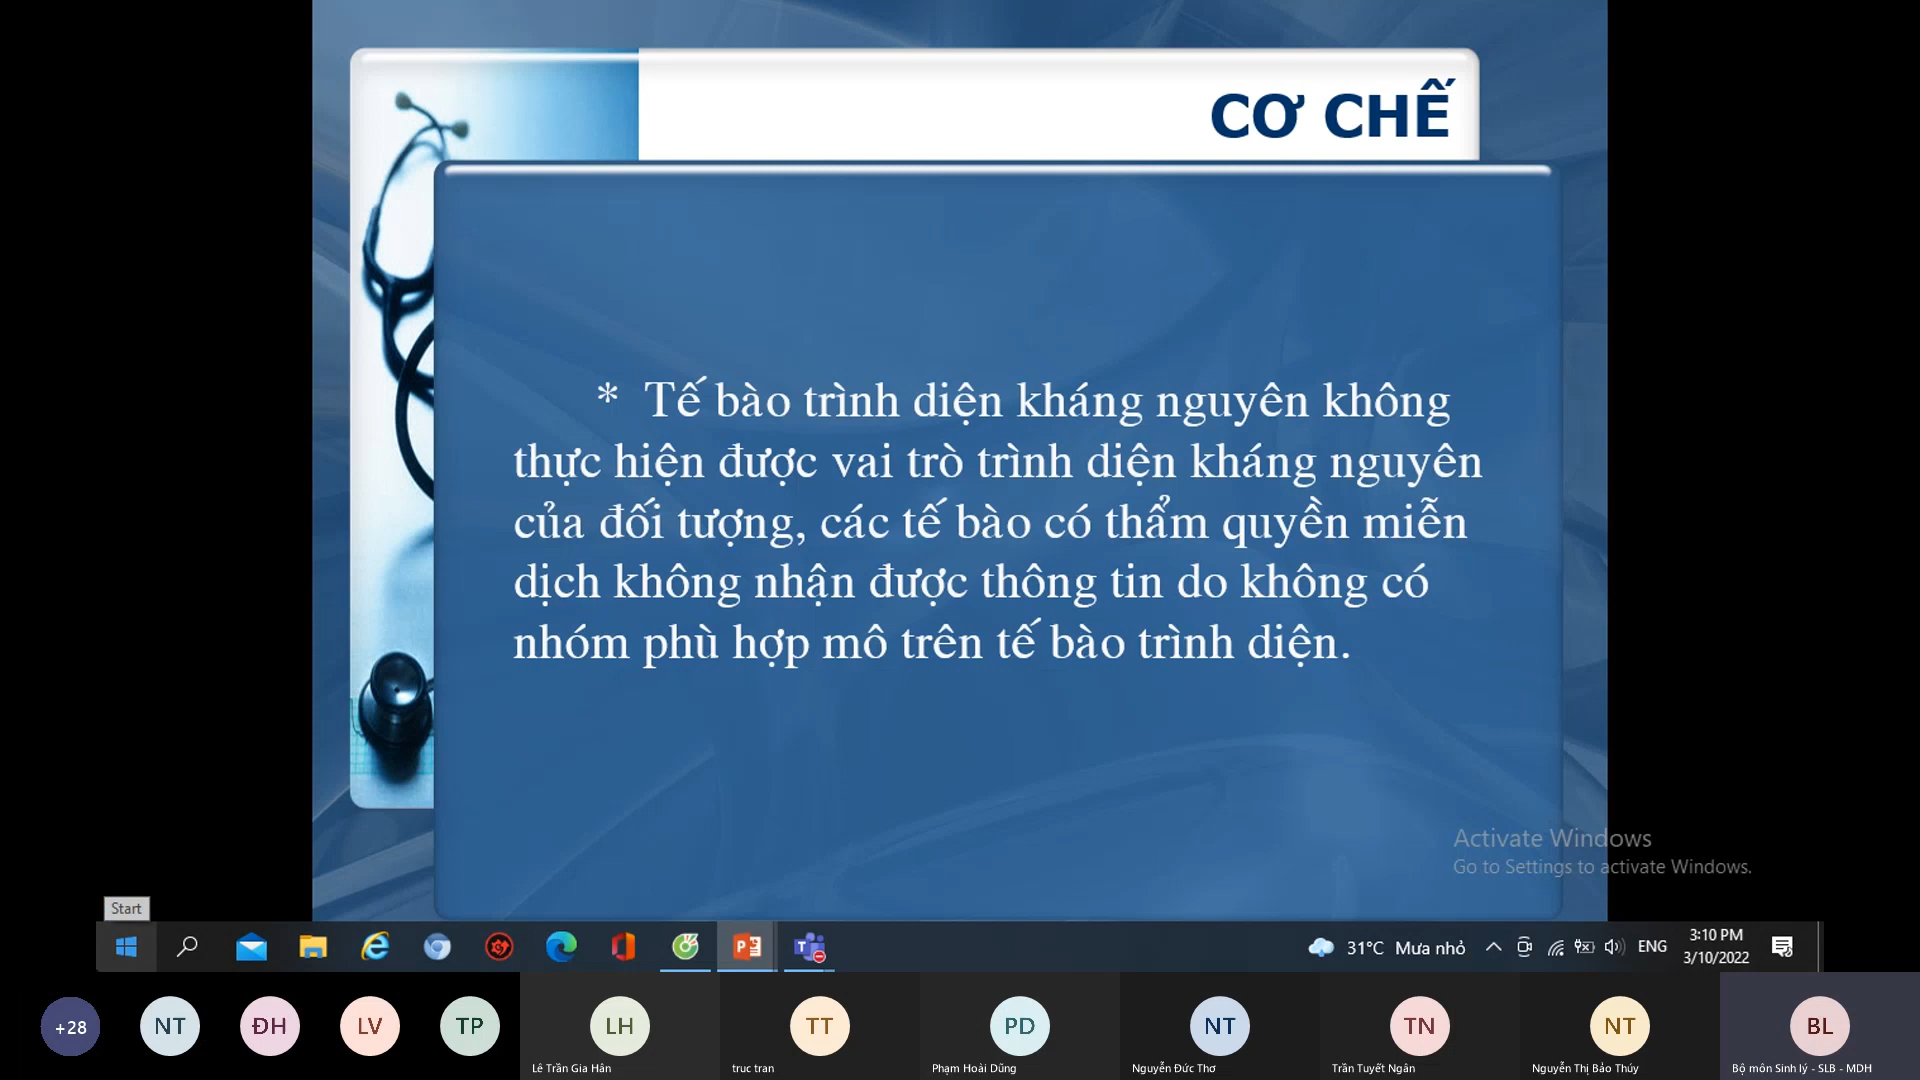 CƠ CHẾ
* Tế bào trình diện kháng nguyên không
thực hiện được vai trò trình diện kháng nguyên
của đối tượng, các tế bào có thẩm quyền miễn
dịch không nhận được thông tin do không có
nhóm phù hợp mô trên tế bào trình diện.
Activate Windows
Go to Settings to activate Windows.
Start
31°C Mưa nhỏ
ENG
3:10 PM
3/10/2022
+28
NT
ĐH
LV
TP
LH
TT
PD
NT
TN
NT
BL
Lê Trần Gia Hân
truc tran
Phạm Hoài Dũng
Nguyễn Đức Thơ
Trần Tuyết Ngân
Nguyễn Thị Bảo Thúy
Bộ môn Sinh lý - SLB - MDH